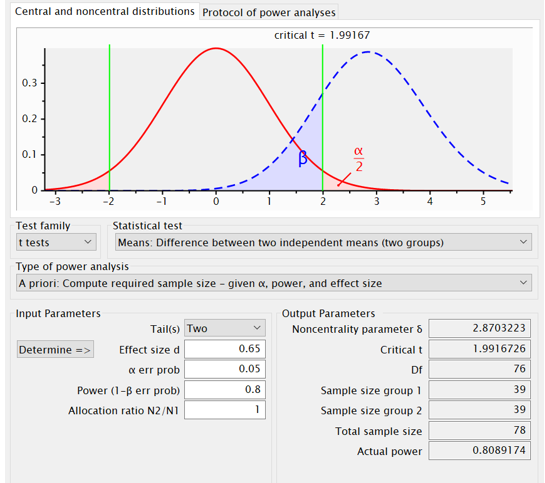 Central and noncentral distributions Protocol of power analyses
critical t = 1.99167
0.3
0.2
0.1
0
β
α
2
-3 -2 -1 0 1 2 3 4 5
Test family Statistical test
t tests Means: Difference between two independent means (two groups)
Type of power analysis
A priori: Compute required sample size - given α, power, and effect size
Input Parameters Output Parameters
Tail(s) Two Noncentrality parameter δ 2.8703223
Determine => Effect size d 0.65 Critical t 1.9916726
α err prob 0.05 Df 76
Power (1-β err prob) 0.8 Sample size group 1 39
Allocation ratio N2/N1 1 Sample size group 2 39
Total sample size 78
Actual power 0.8089174